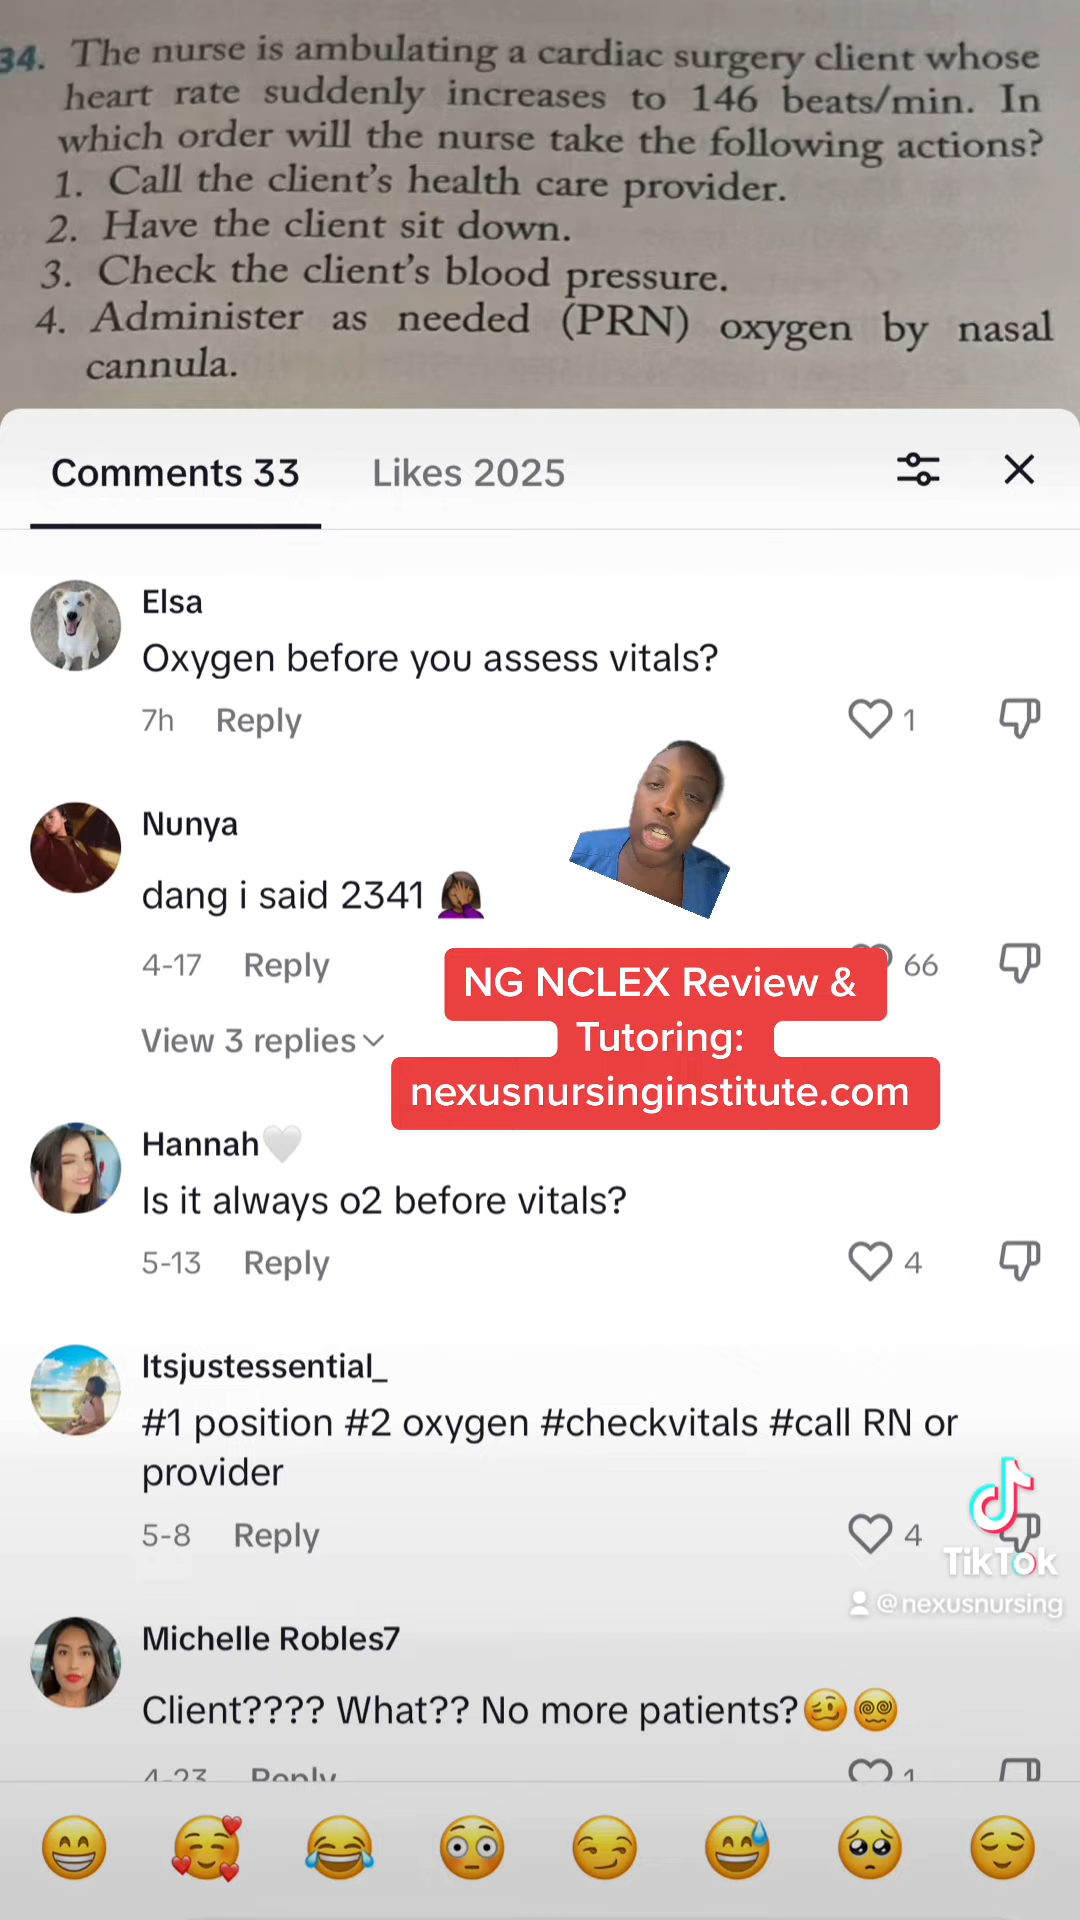 34. The nurse is ambulating a cardiac surgery client whose
heart rate suddenly increases to 146 beats/min. In
which order will the nurse take the following actions?
1. Call the client's health care provider.
2. Have the client sit down.
3. Check the client's blood pressure.
4. Administer as needed (PRN) oxygen by nasal
cannula.
Comments 33
Likes 2025
Elsa
Oxygen before you assess vitals?
7h Reply
1
Nunya
dang i said 2341 🤦🏾‍♀️
4-17 Reply
66
View 3 replies
NG NCLEX Review &
Tutoring:
nexusnursinginstitute.com
Hannah🤍
Is it always o2 before vitals?
5-13 Reply
4
Itsjustessential_
#1 position #2 oxygen #checkvitals #call RN or
provider
5-8 Reply
4
TikTok
@nexusnursing
Michelle Robles7
Client???? What?? No more patients?🥴😵‍💫
4-23 Reply
1